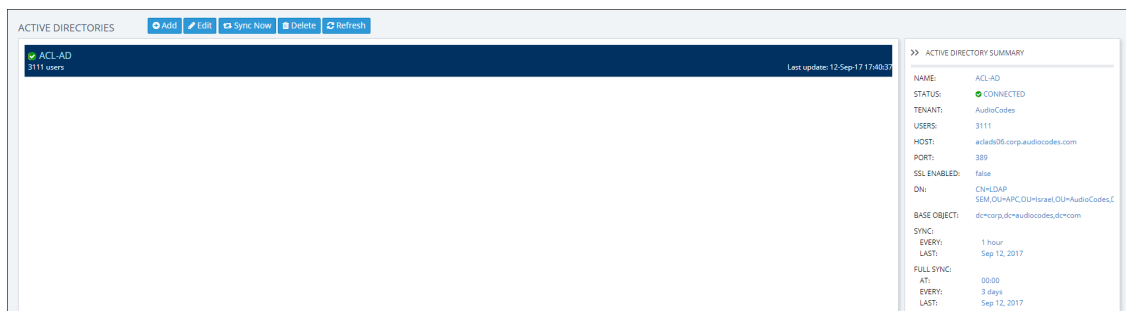 ACTIVE DIRECTORIES Add Edit Sync Now Delete Refresh
ACL-AD
3111 users Last update: 12-Sep-17 17:40:37
>> ACTIVE DIRECTORY SUMMARY
NAME: ACL-AD
STATUS: CONNECTED
TENANT: AudioCodes
USERS: 3111
HOST: aclads06.corp.audiocodes.com
PORT: 389
SSL ENABLED: false
DN: CN=LDAP
SEM,OU=APC,OU=Israel,OU=AudioCodes,
BASE OBJECT: dc=corp,dc=audiocodes,dc=com
SYNC:
EVERY: 1 hour
LAST: Sep 12, 2017
FULL SYNC:
AT: 00:00
EVERY: 3 days
LAST: Sep 12, 2017